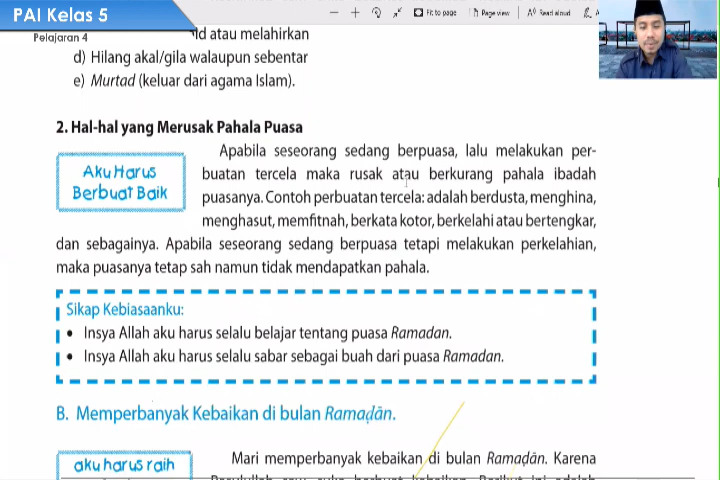 PAI Kelas 5
Pelajaran 4
Fit to page
Page view
Read aloud
atau melahirkan
d) Hilang akal/gila walaupun sebentar
e) Murtad (keluar dari agama Islam).
2. Hal-hal yang Merusak Pahala Puasa
Aku Harus
Berbuat Baik
Apabila seseorang sedang berpuasa, lalu melakukan per-
buatan tercela maka rusak atau berkurang pahala ibadah
puasanya. Contoh perbuatan tercela: adalah berdusta, menghina,
menghasut, memfitnah, berkata kotor, berkelahi atau bertengkar,
dan sebagainya. Apabila seseorang sedang berpuasa tetapi melakukan perkelahian,
maka puasanya tetap sah namun tidak mendapatkan pahala.
Sikap Kebiasaanku:
• Insya Allah aku harus selalu belajar tentang puasa Ramadan.
• Insya Allah aku harus selalu sabar sebagai buah dari puasa Ramadan.
B. Memperbanyak Kebaikan di bulan Ramaḍān.
aku harus raih
Mari memperbanyak kebaikan di bulan Ramaḍān. Karena